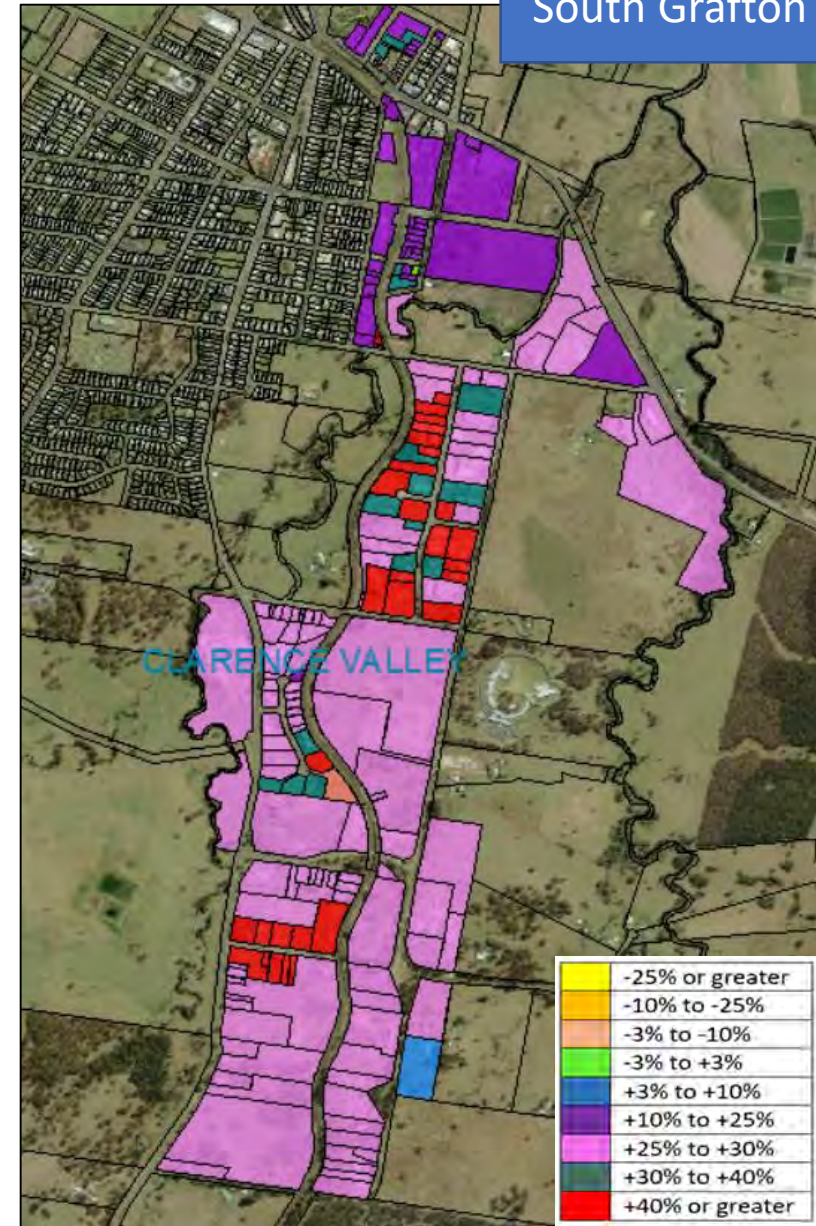 South Grafton
CLARENCE VALLEY
-25% or greater
-10% to -25%
-3% to -10%
-3% to +3%
+3% to +10%
+10% to +25%
+25% to +30%
+30% to +40%
+40% or greater